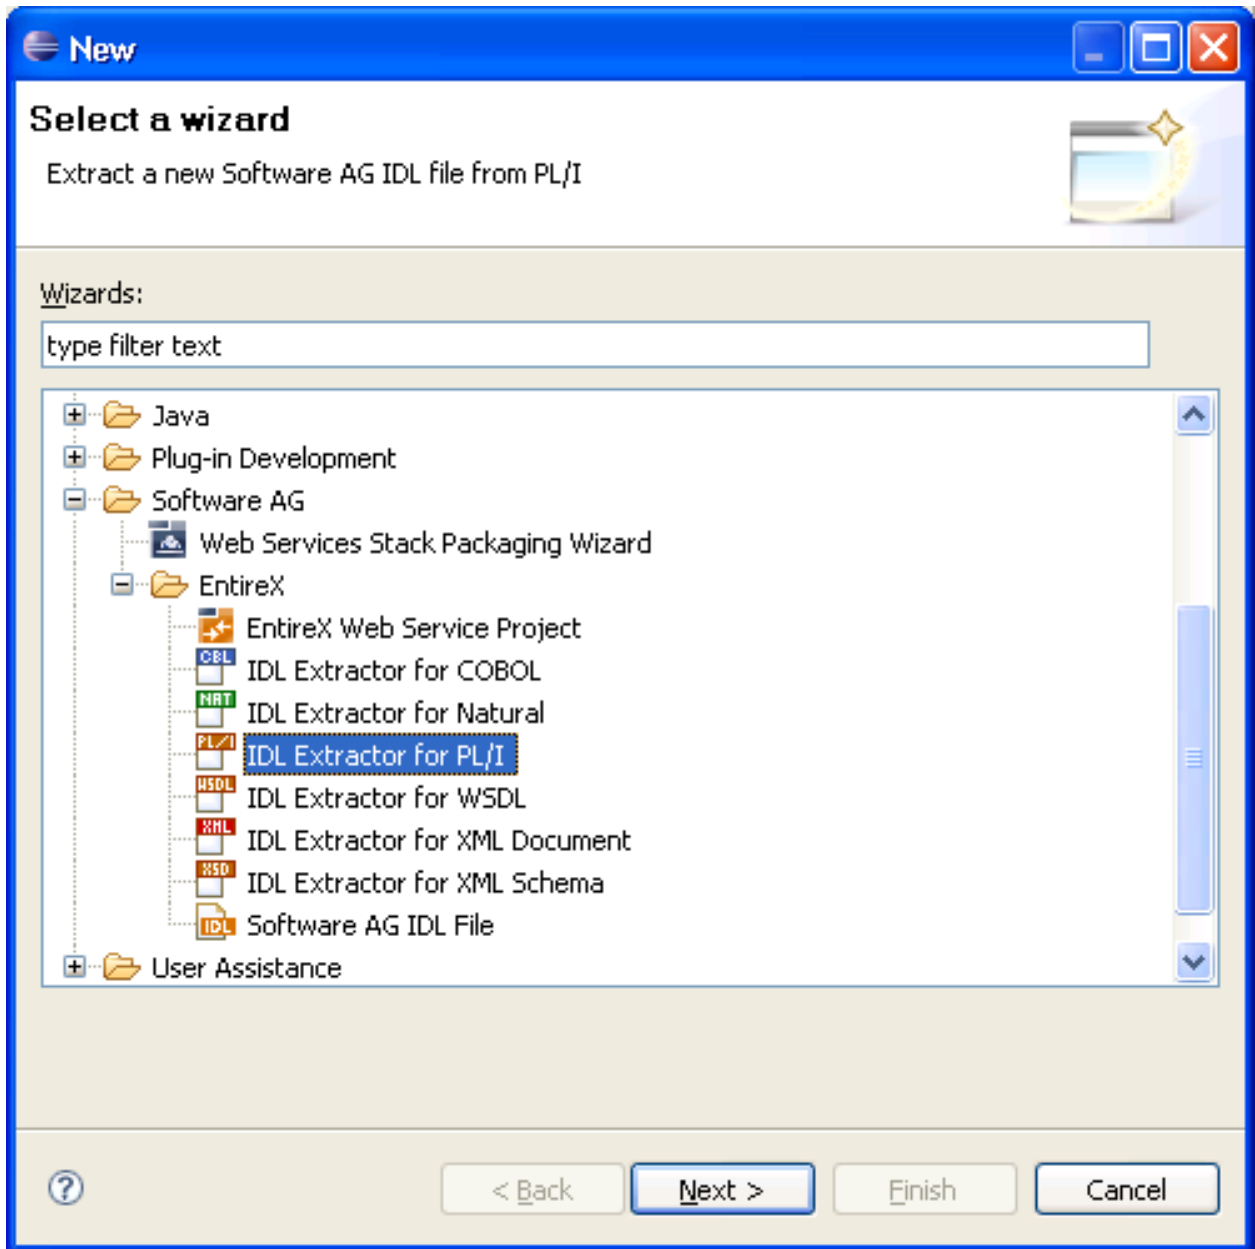 New
Select a wizard
Extract a new Software AG IDL file from PL/I
Wizards:
type filter text
Java
Plug-in Development
Software AG
Web Services Stack Packaging Wizard
EntireX
EntireX Web Service Project
CBL IDL Extractor for COBOL
NAT IDL Extractor for Natural
PL/I IDL Extractor for PL/I
WSDL IDL Extractor for WSDL
XML IDL Extractor for XML Document
XSD IDL Extractor for XML Schema
IDL Software AG IDL File
User Assistance
? < Back Next > Finish Cancel